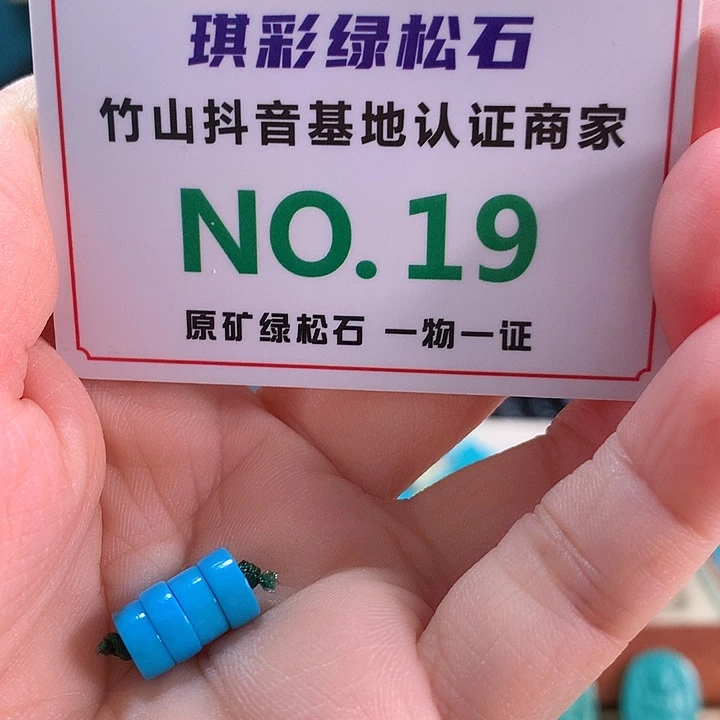 琪彩绿松石
竹山抖音基地认证商家
NO.19
原矿绿松石 一物一证